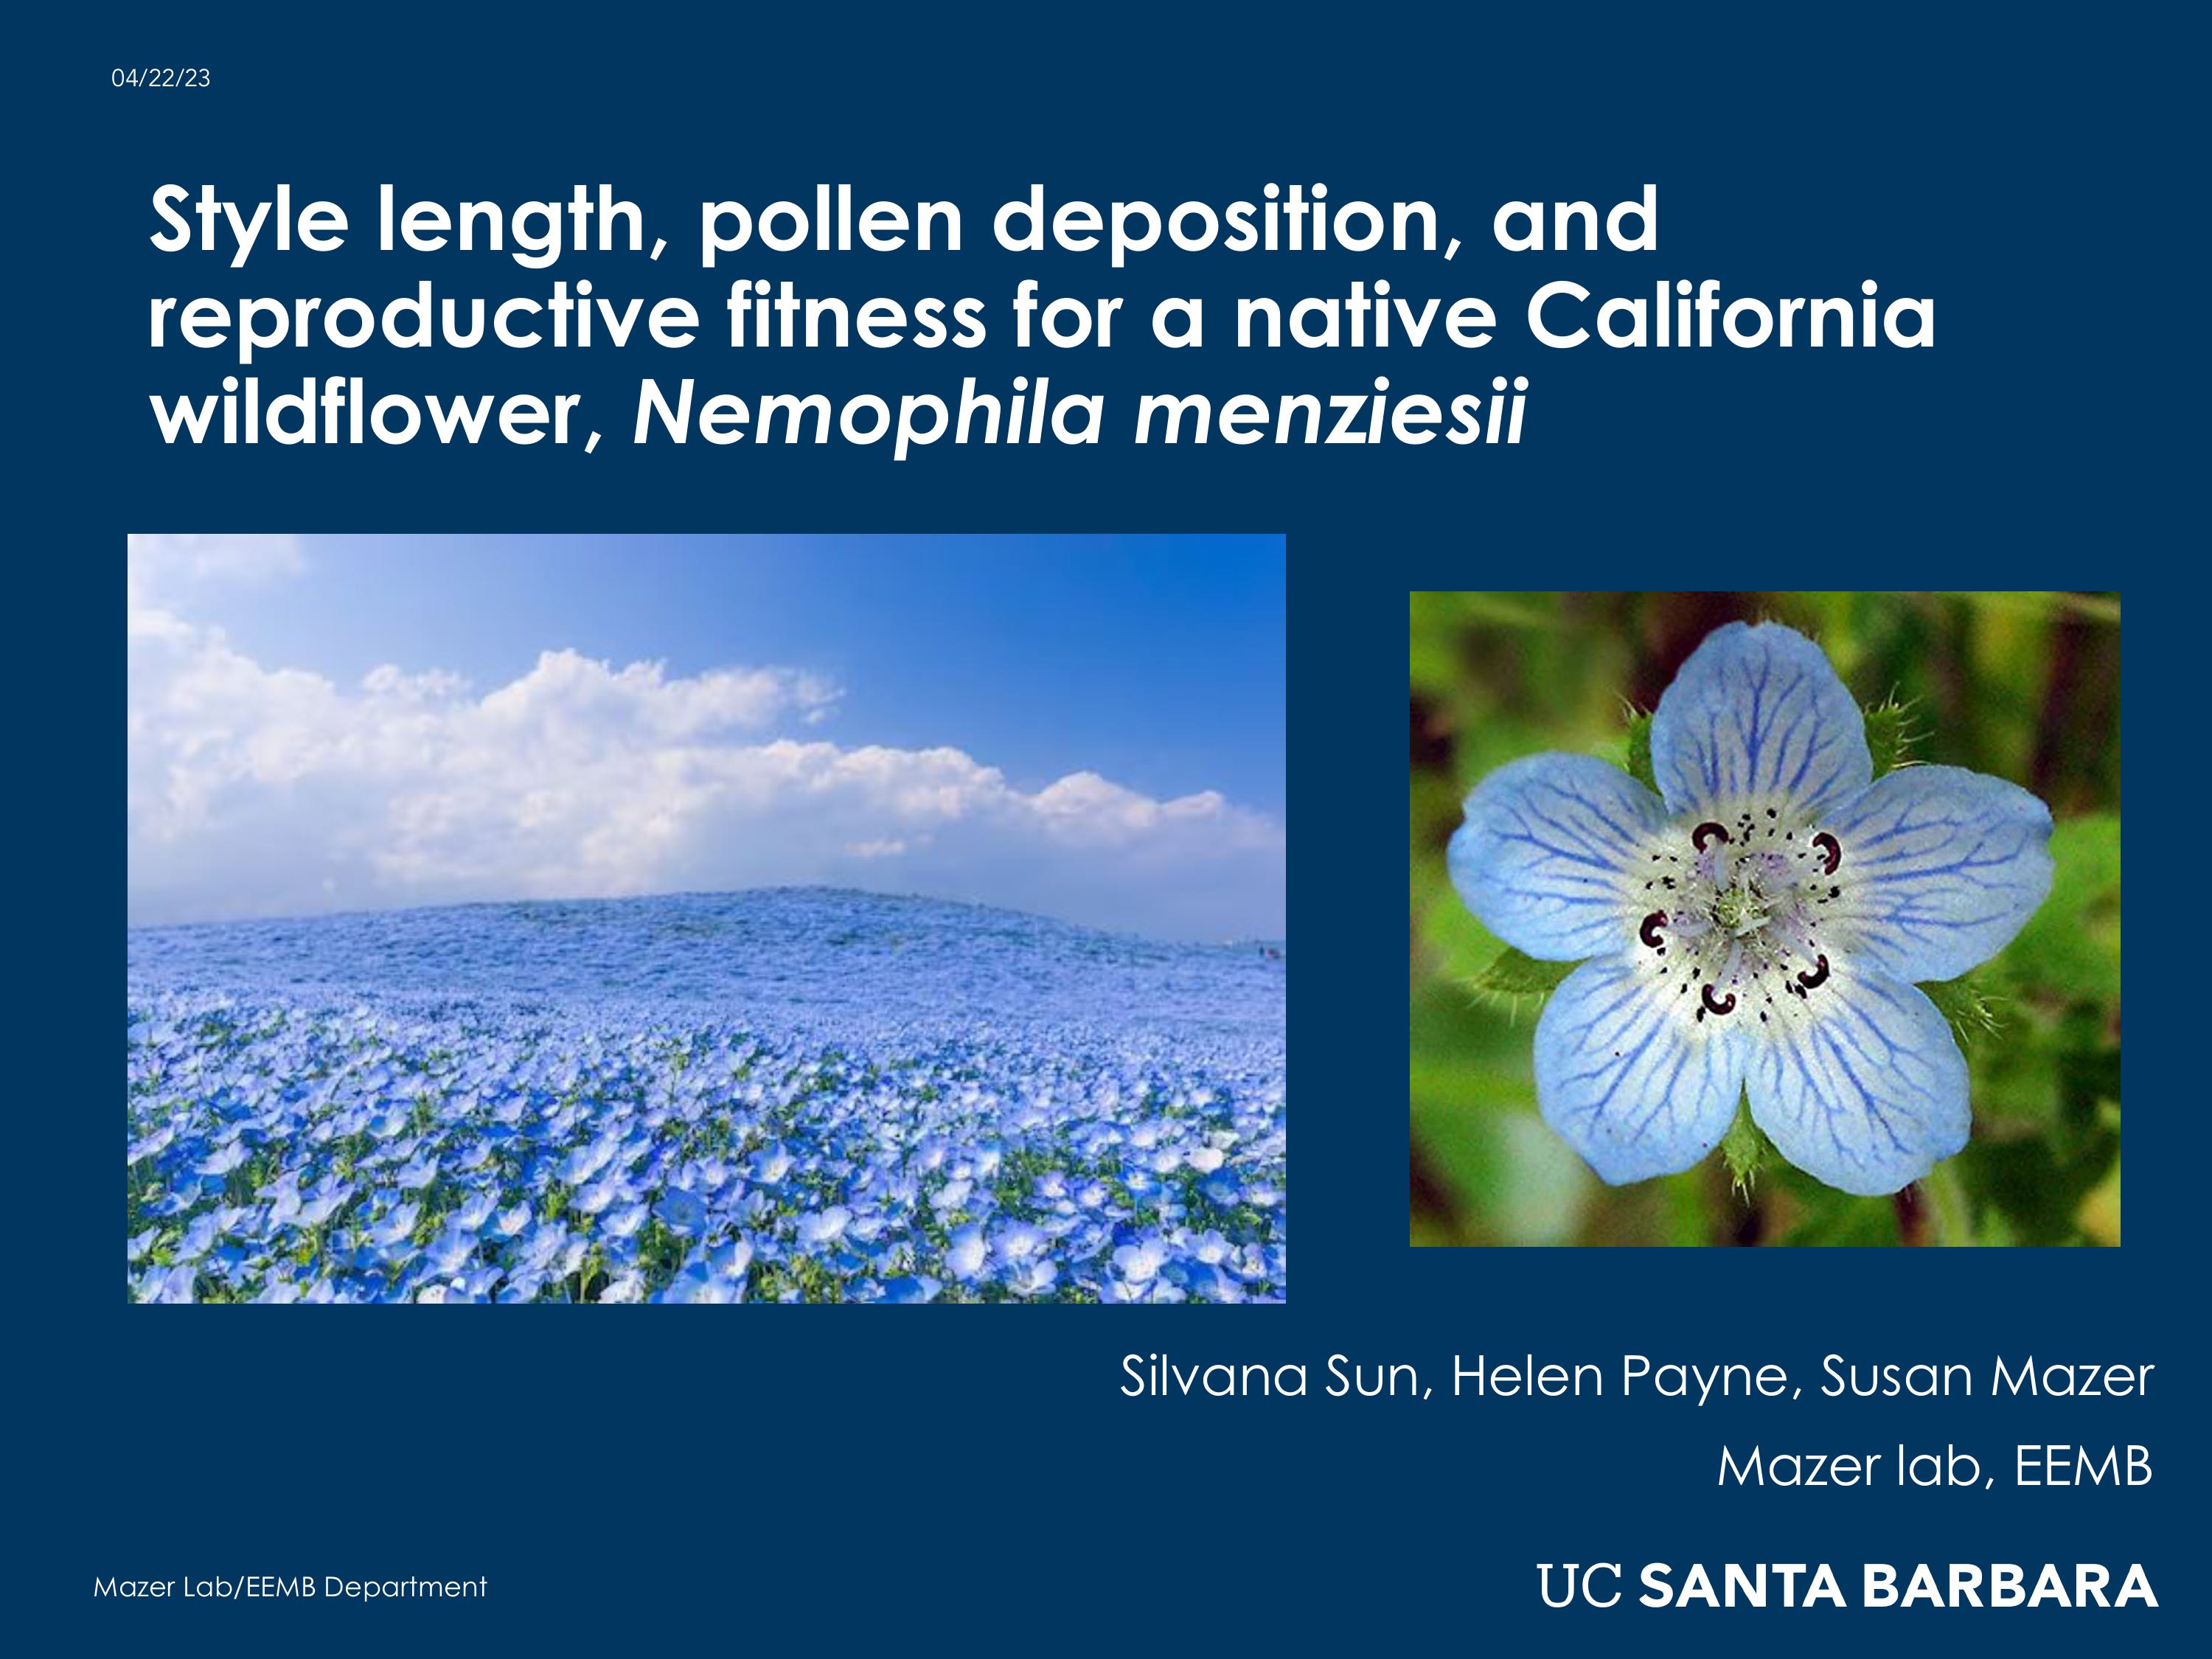 04/22/23
Style length, pollen deposition, and
reproductive fitness for a native California
wildflower, Nemophila menziesii
Silvana Sun, Helen Payne, Susan Mazer
Mazer lab, EEMB
Mazer Lab/EEMB Department
UC SANTA BARBARA